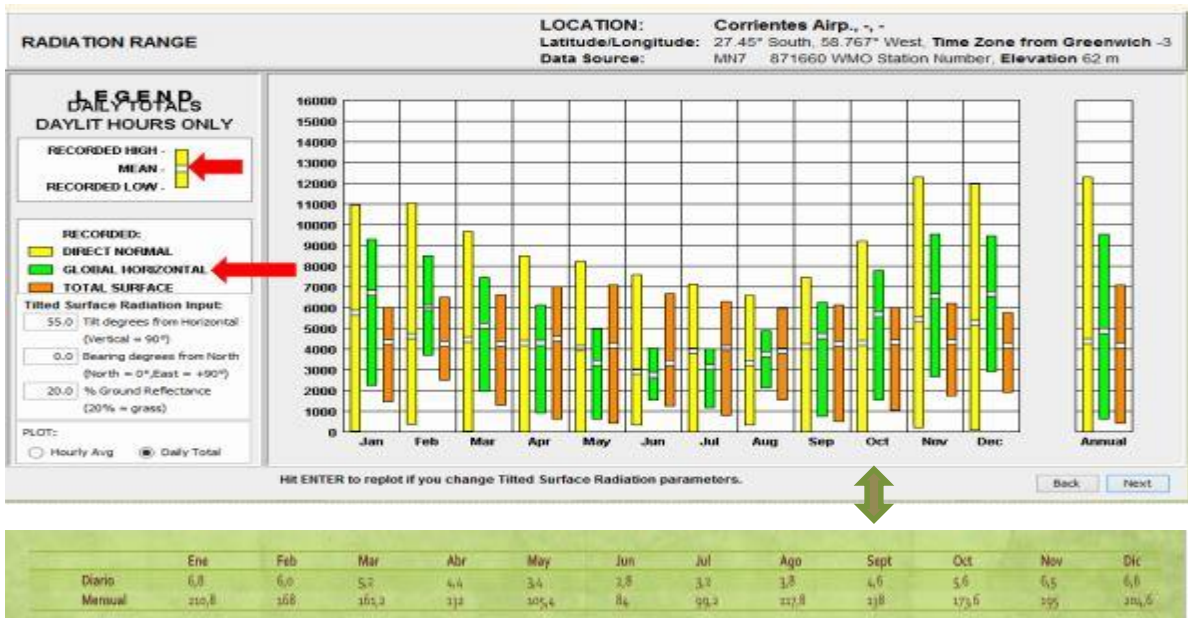 RADIATION RANGE
LOCATION: Corrientes Airp., -, -
Latitude/Longitude: 27.45° South, 58.767° West, Time Zone from Greenwich -3
Data Source: MN7 871660 WMO Station Number, Elevation 62 m
LEGEND
DAILY TOTALS
DAYLIT HOURS ONLY
RECORDED HIGH -
MEAN -
RECORDED LOW -
RECORDED:
DIRECT NORMAL
GLOBAL HORIZONTAL
TOTAL SURFACE
Tilted Surface Radiation Input:
55.0 Tilt degrees from Horizontal
(Vertical = 90°)
0.0 Bearing degrees from North
(North = 0°,East = +90°)
20.0 % Ground Reflectance
(20% = grass)
PLOT:
Hourly Avg Daily Total
16000
15000
14000
13000
12000
11000
10000
9000
8000
7000
6000
5000
4000
3000
2000
1000
0
Jan Feb Mar Apr May Jun Jul Aug Sep Oct Nov Dec Annual
Hit ENTER to replot if you change Tilted Surface Radiation parameters.
Back Next
Ene Feb Mar Abr May Jun Jul Ago Sept Oct Nov Dic
Diario 6,8 6,0 5,2 4,4 3,4 2,8 3,2 3,8 4,6 5,6 6,5 6,6
Mensual 210,8 168 161,2 132 105,4 84 99,2 117,8 138 173,6 195 204,6